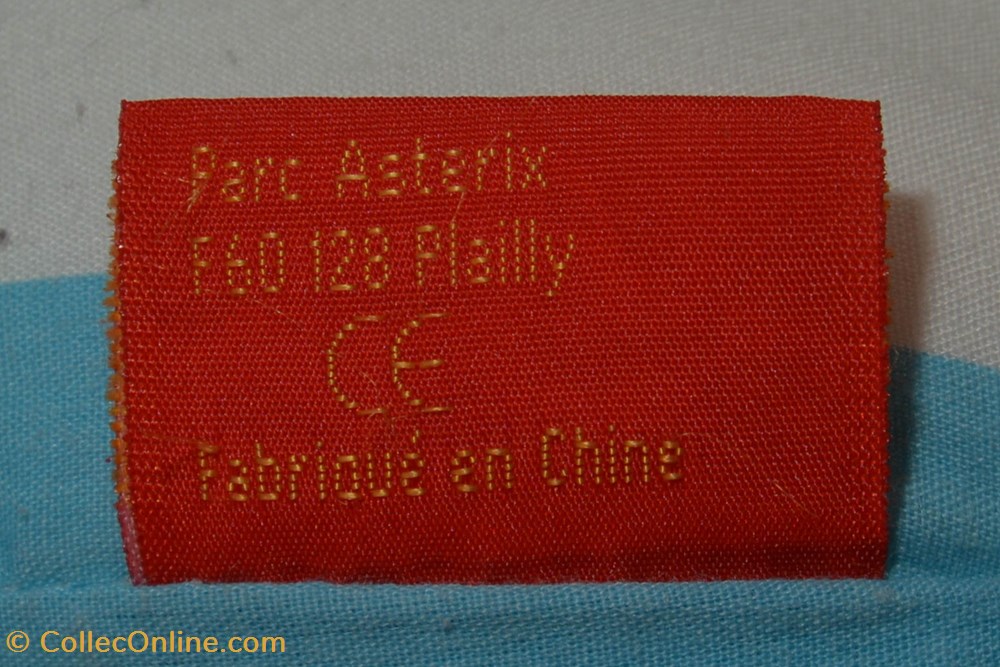 Parc Asterix
F60 128 Plailly
CE
Fabriqué en Chine
© CollecOnline.com